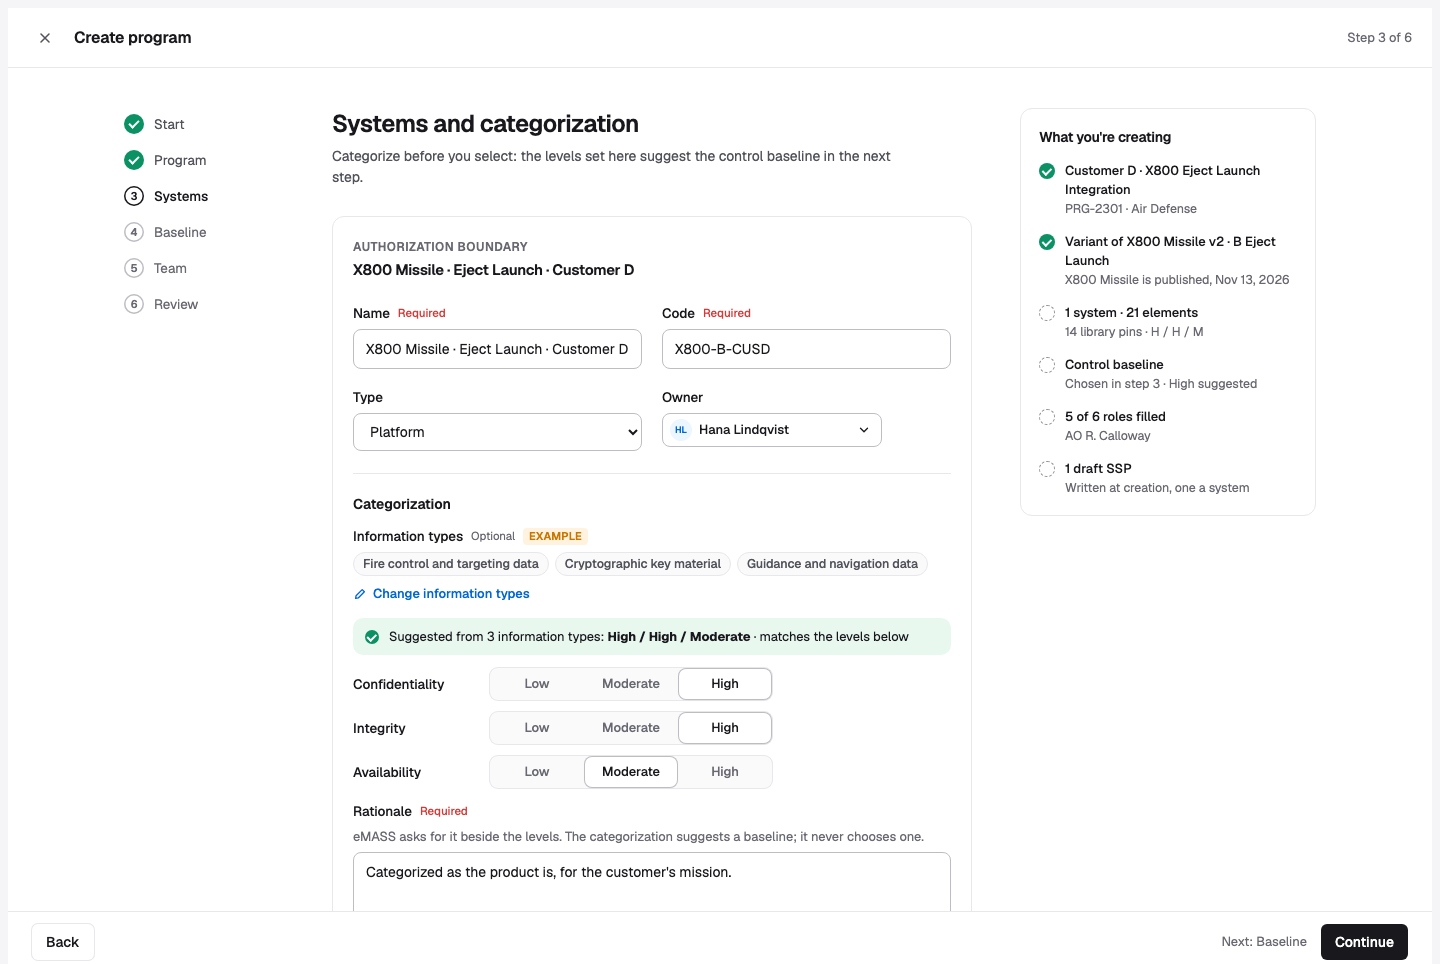 Create program
Step 3 of 6
Start
Program
3 Systems
4 Baseline
5 Team
6 Review
Systems and categorization
Categorize before you select: the levels set here suggest the control baseline in the next
step.
AUTHORIZATION BOUNDARY
X800 Missile · Eject Launch · Customer D
Name Required
X800 Missile · Eject Launch · Customer D
Code Required
X800-B-CUSD
Type
Platform
Owner
HL Hana Lindqvist
Categorization
Information types Optional EXAMPLE
Fire control and targeting data
Cryptographic key material
Guidance and navigation data
Change information types
Suggested from 3 information types: High / High / Moderate · matches the levels below
Confidentiality Low Moderate High
Integrity Low Moderate High
Availability Low Moderate High
Rationale Required
eMASS asks for it beside the levels. The categorization suggests a baseline; it never chooses one.
Categorized as the product is, for the customer's mission.
What you're creating
Customer D · X800 Eject Launch
Integration
PRG-2301 · Air Defense
Variant of X800 Missile v2 · B Eject
Launch
X800 Missile is published, Nov 13, 2026
1 system · 21 elements
14 library pins · H / H / M
Control baseline
Chosen in step 3 · High suggested
5 of 6 roles filled
AO R. Calloway
1 draft SSP
Written at creation, one a system
Back
Next: Baseline
Continue